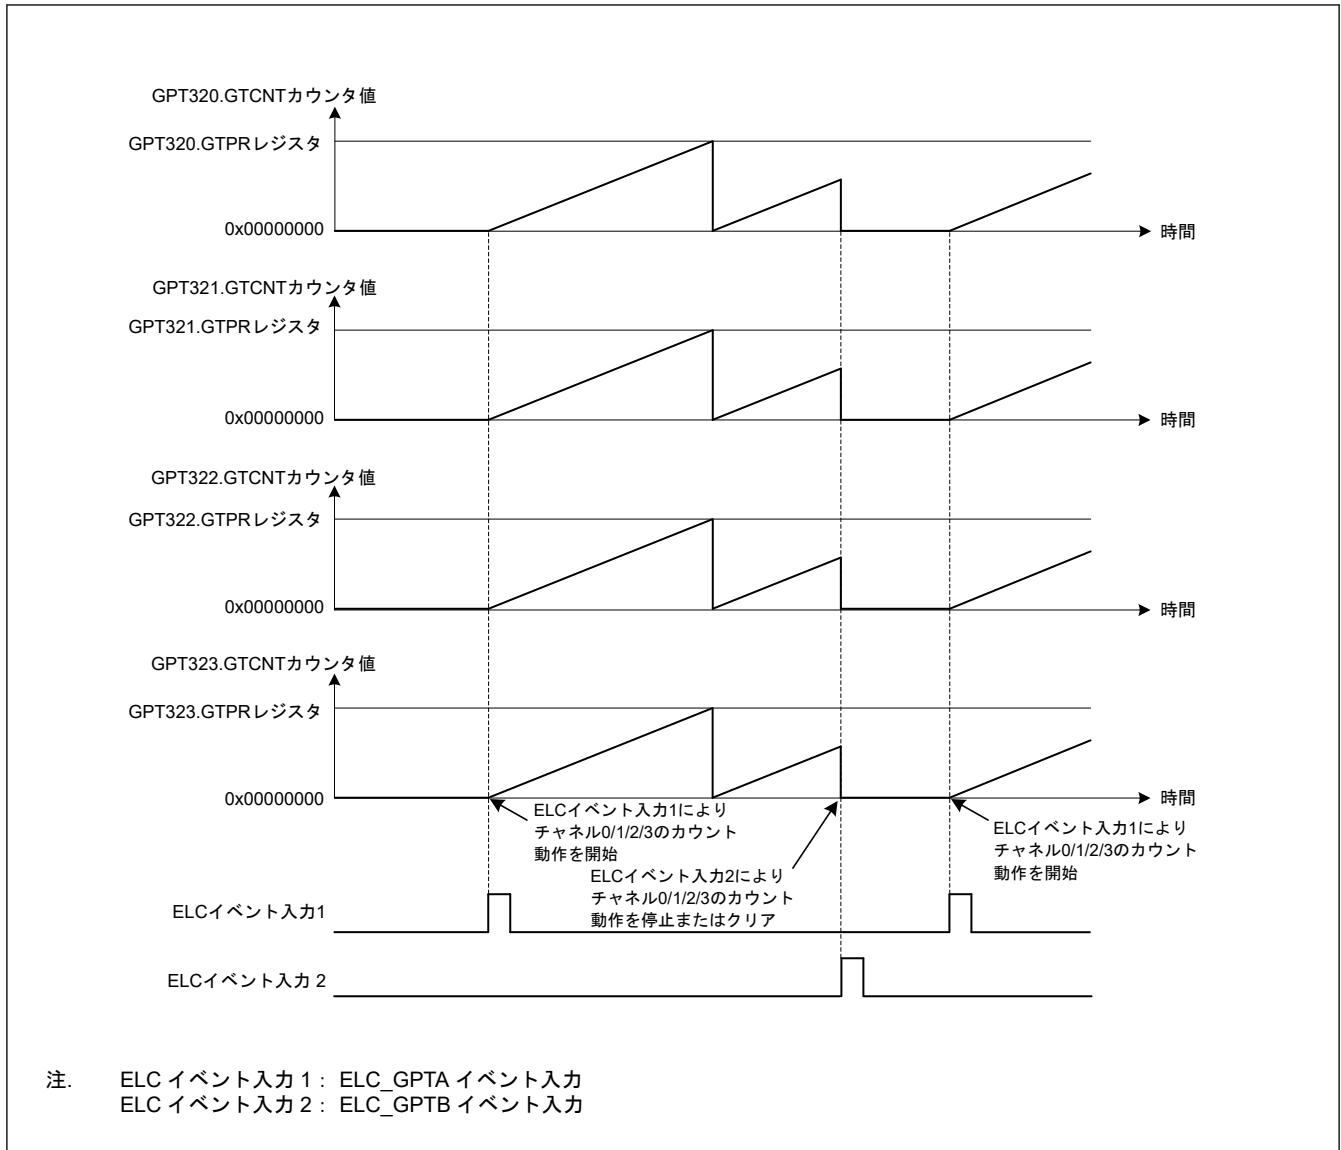 GPT320.GTCNTカウンタ値
GPT320.GTPRレジスタ
0x00000000
時間
GPT321.GTCNTカウンタ値
GPT321.GTPRレジスタ
0x00000000
時間
GPT322.GTCNTカウンタ値
GPT322.GTPRレジスタ
0x00000000
時間
GPT323.GTCNTカウンタ値
GPT323.GTPRレジスタ
0x00000000
時間
ELCイベント入力1により
チャネル0/1/2/3のカウント
動作を開始
ELCイベント入力2により
チャネル0/1/2/3のカウント
動作を停止またはクリア
ELCイベント入力1により
チャネル0/1/2/3のカウント
動作を開始
ELCイベント入力1
ELCイベント入力 2
注. ELC イベント入力 1 : ELC_GPTA イベント入力
ELC イベント入力 2 : ELC_GPTB イベント入力